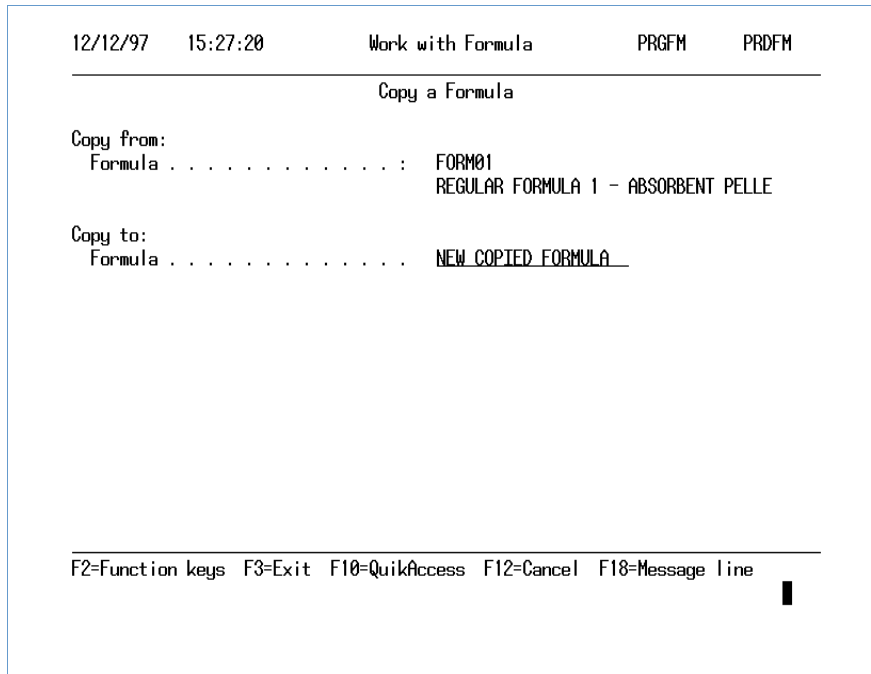 12/12/97 15:27:20 Work with Formula PRGFM PRDFM
Copy a Formula
Copy from:
Formula . . . . . . . . . . . . . : FORM01
REGULAR FORMULA 1 - ABSORBENT PELLE
Copy to:
Formula . . . . . . . . . . . . . NEW COPIED FORMULA
F2=Function keys F3=Exit F10=QuikAccess F12=Cancel F18=Message line